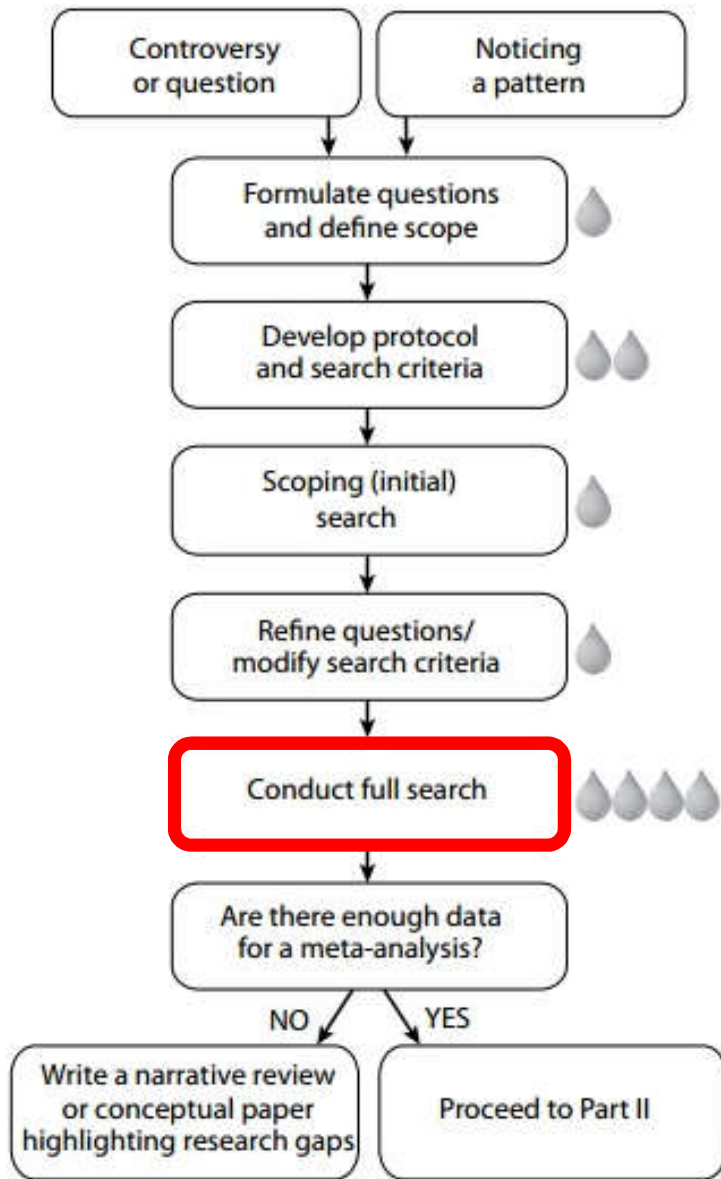 Controversy
or question
Noticing
a pattern
Formulate questions
and define scope
Develop protocol
and search criteria
Scoping (initial)
search
Refine questions/
modify search criteria
Conduct full search
Are there enough data
for a meta-analysis?
NO
YES
Write a narrative review
or conceptual paper
highlighting research gaps
Proceed to Part II